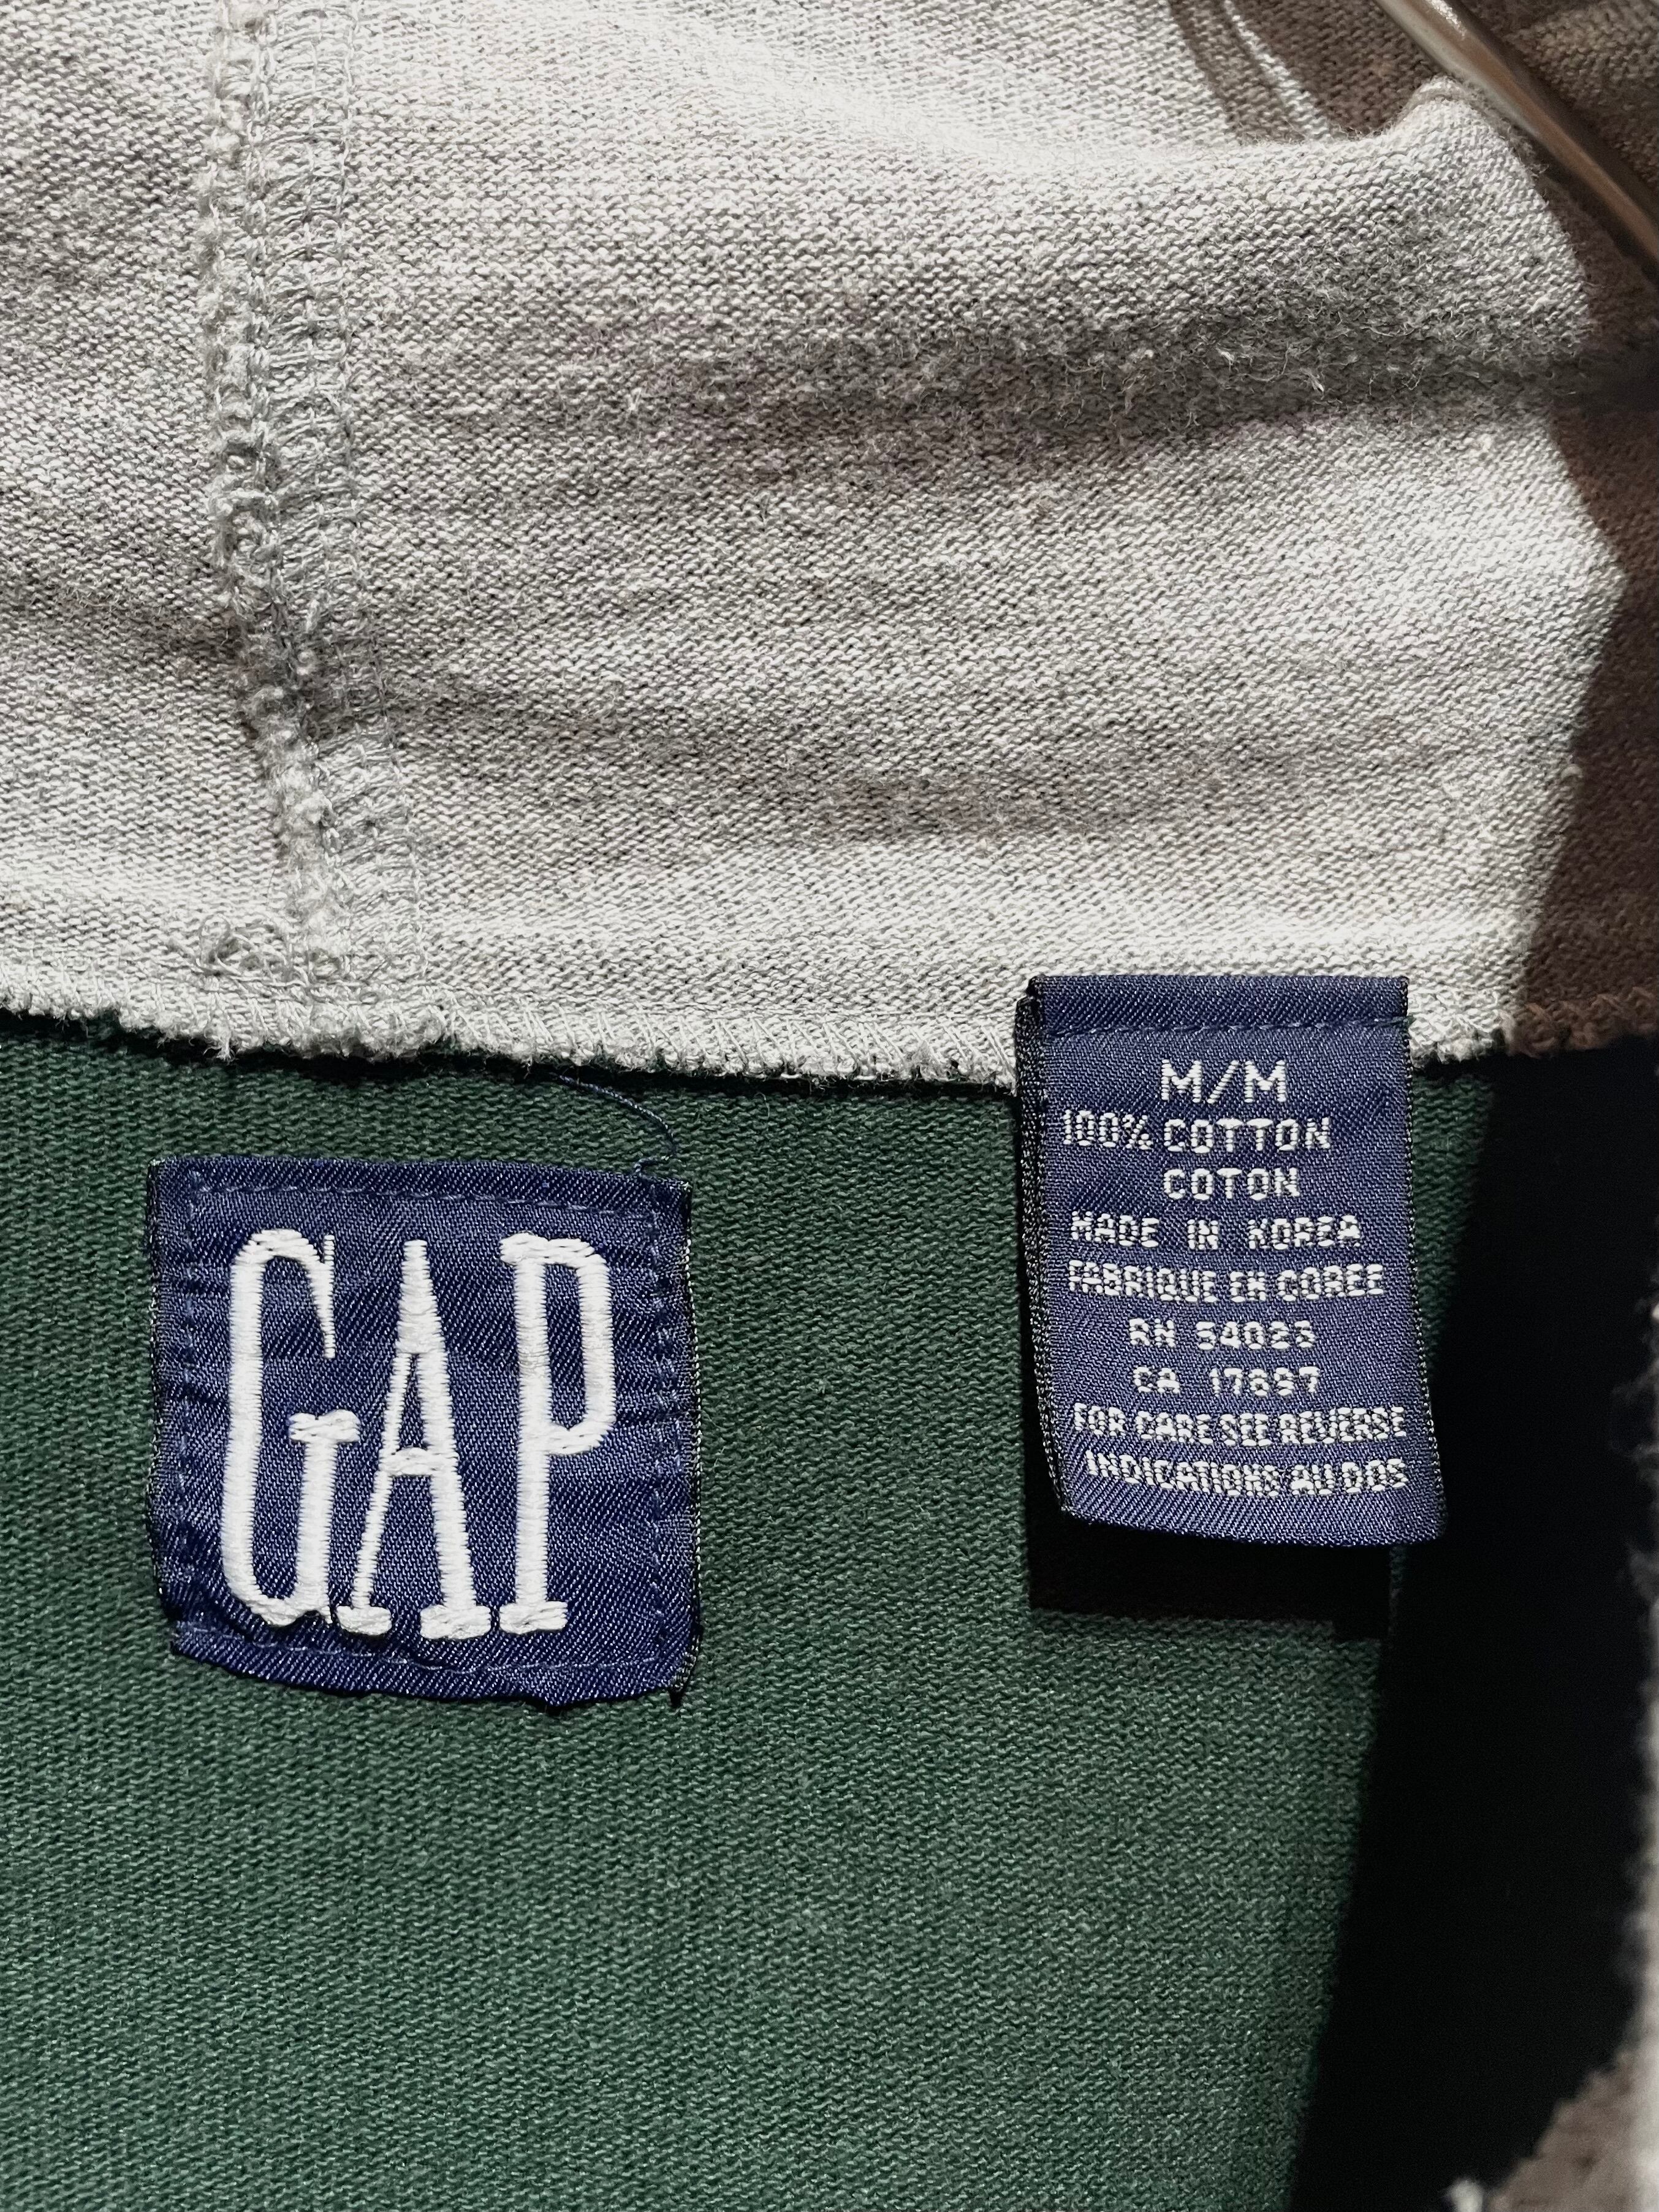 GAP
M/M
100% COTTON
COTON
MADE IN KOREA
FABRIQUE EN COREE
RN 54023
CA 17897
FOR CARE SEE REVERSE
INDICATIONS AU DOS